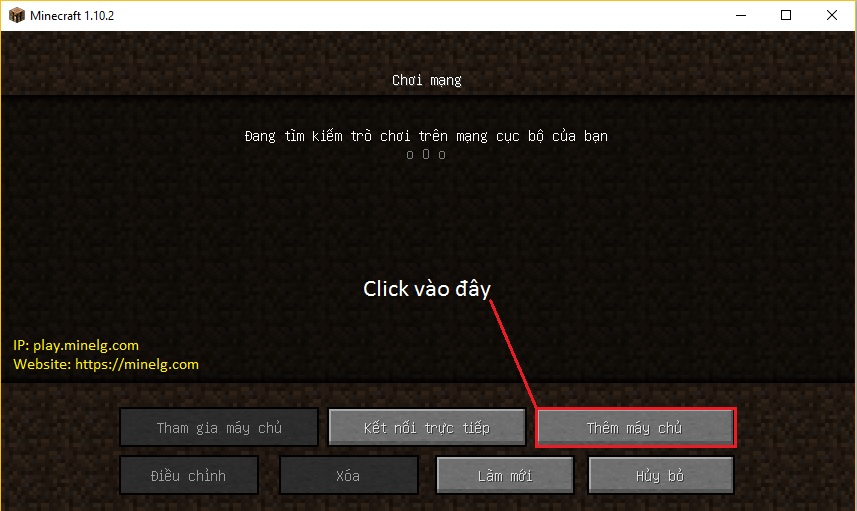 Minecraft 1.10.2
Chơi mạng
Đang tìm kiếm trò chơi trên mạng cục bộ của bạn
o O o
Click vào đây
IP: play.minelg.com
Website: https://minelg.com
Tham gia máy chủ Kết nối trực tiếp Thêm máy chủ
Điều chỉnh Xóa Làm mới Hủy bỏ